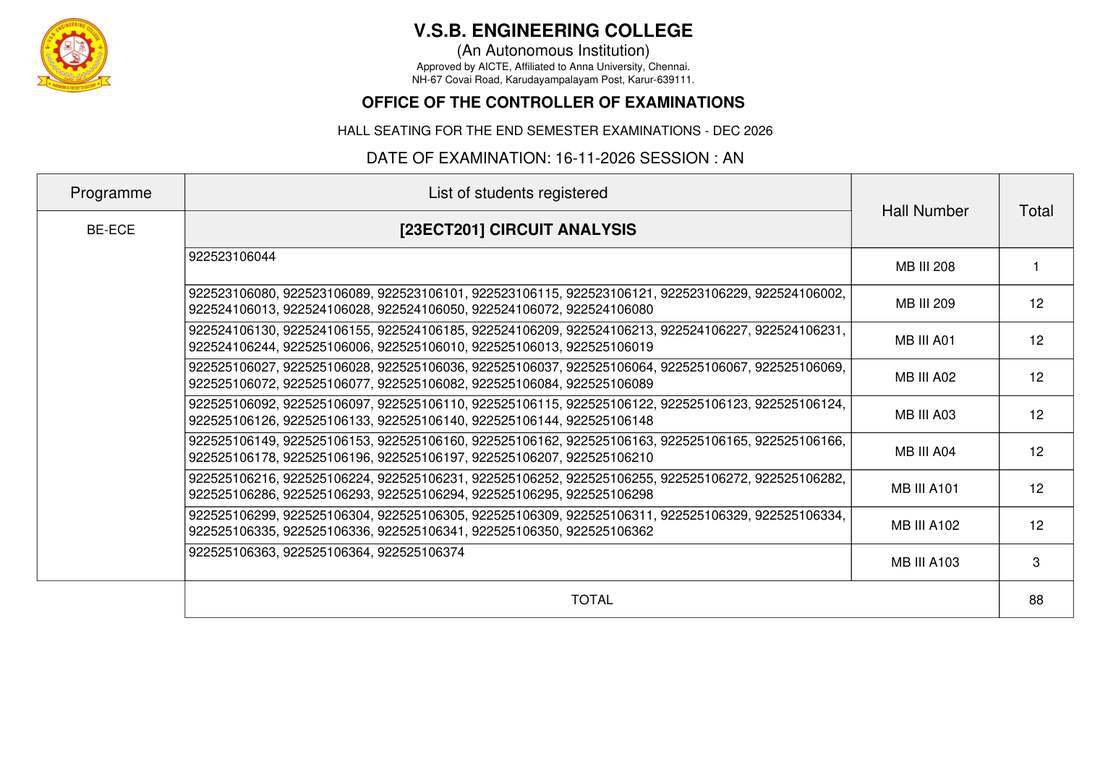 V.S.B. ENGINEERING COLLEGE
(An Autonomous Institution)
Approved by AICTE, Affiliated to Anna University, Chennai.
NH-67 Covai Road, Karudayampalayam Post, Karur-639111.
OFFICE OF THE CONTROLLER OF EXAMINATIONS
HALL SEATING FOR THE END SEMESTER EXAMINATIONS - DEC 2026
DATE OF EXAMINATION: 16-11-2026 SESSION : AN
Programme List of students registered Hall Number Total
BE-ECE [23ECT201] CIRCUIT ANALYSIS
922523106044 MB III 208 1
922523106080, 922523106089, 922523106101, 922523106115, 922523106121, 922523106229, 922524106002,
922524106013, 922524106028, 922524106050, 922524106072, 922524106080 MB III 209 12
922524106130, 922524106155, 922524106185, 922524106209, 922524106213, 922524106227, 922524106231,
922524106244, 922525106006, 922525106010, 922525106013, 922525106019 MB III A01 12
922525106027, 922525106028, 922525106036, 922525106037, 922525106064, 922525106067, 922525106069,
922525106072, 922525106077, 922525106082, 922525106084, 922525106089 MB III A02 12
922525106092, 922525106097, 922525106110, 922525106115, 922525106122, 922525106123, 922525106124,
922525106126, 922525106133, 922525106140, 922525106144, 922525106148 MB III A03 12
922525106149, 922525106153, 922525106160, 922525106162, 922525106163, 922525106165, 922525106166,
922525106178, 922525106196, 922525106197, 922525106207, 922525106210 MB III A04 12
922525106216, 922525106224, 922525106231, 922525106252, 922525106255, 922525106272, 922525106282,
922525106286, 922525106293, 922525106294, 922525106295, 922525106298 MB III A101 12
922525106299, 922525106304, 922525106305, 922525106309, 922525106311, 922525106329, 922525106334,
922525106335, 922525106336, 922525106341, 922525106350, 922525106362 MB III A102 12
922525106363, 922525106364, 922525106374 MB III A103 3
TOTAL 88